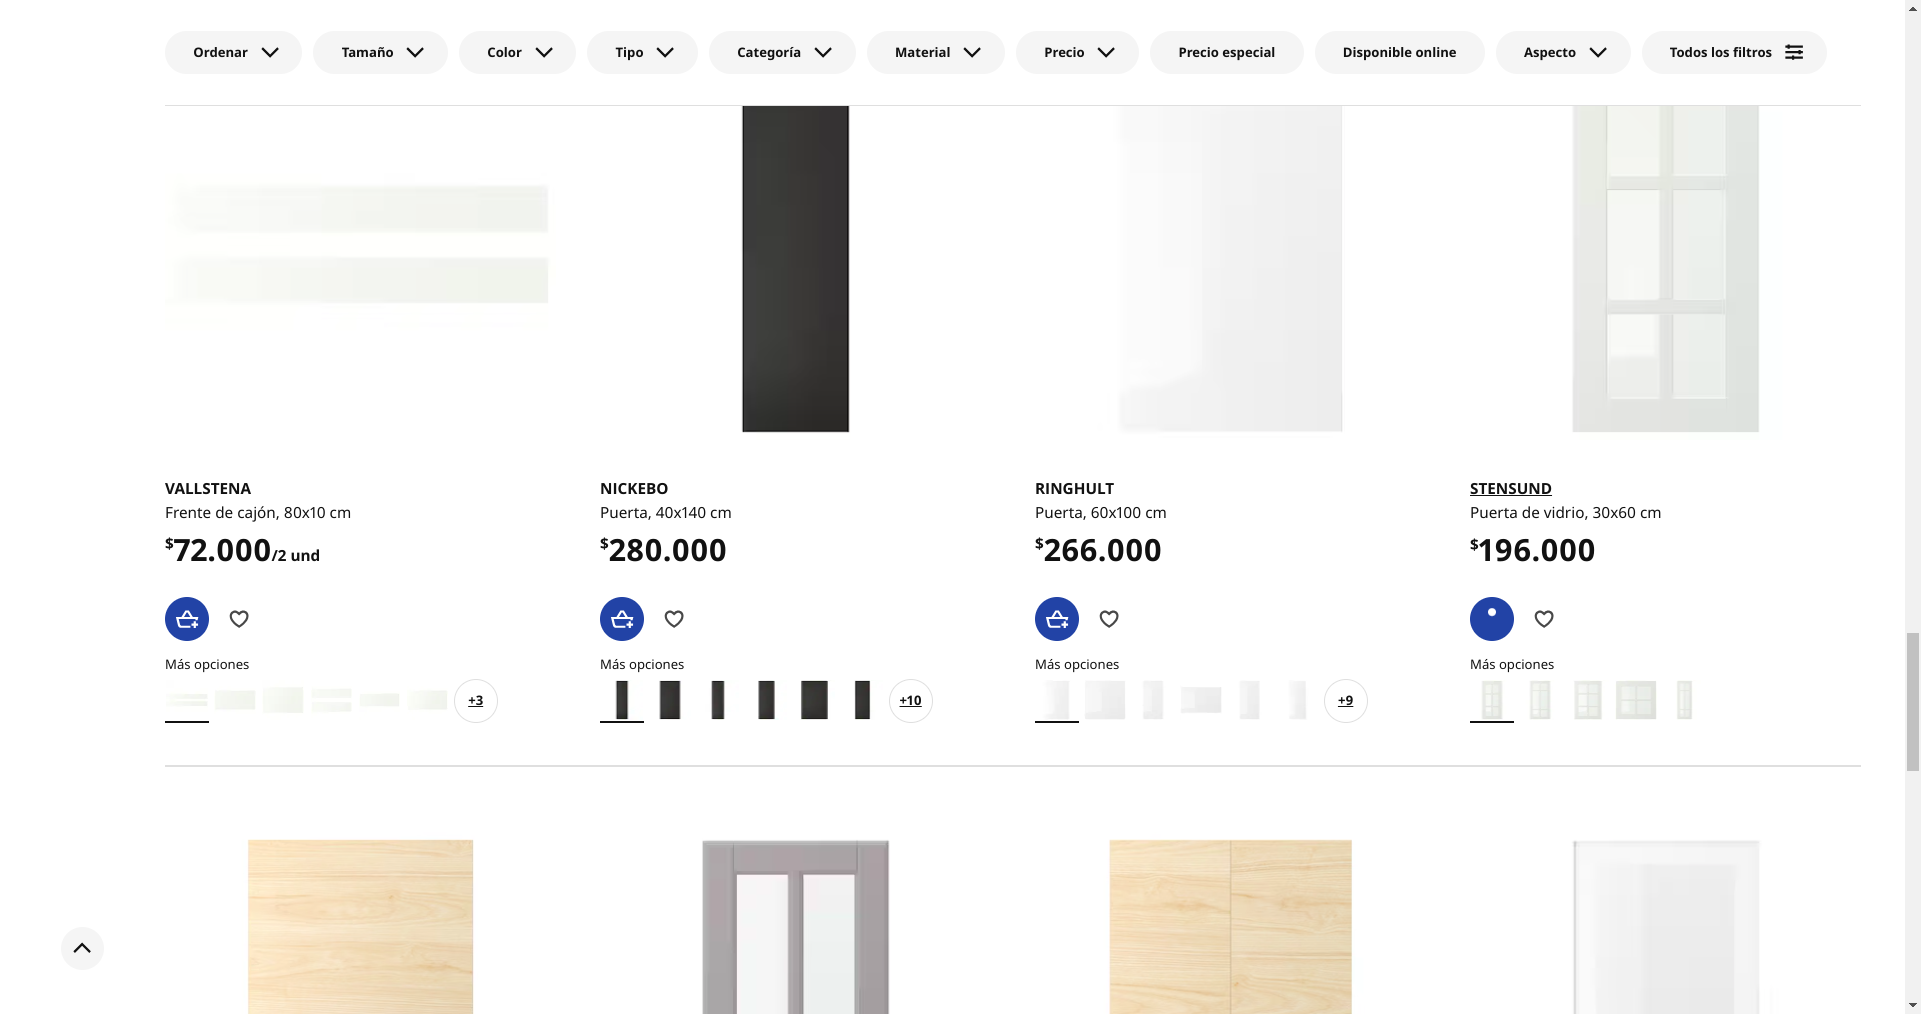 Ordenar
Tamaño
Color
Tipo
Categoría
Material
Precio
Precio especial
Disponible online
Aspecto
Todos los filtros
VALLSTENA
Frente de cajón, 80x10 cm
$72.000/2 und
Más opciones
+3
NICKEBO
Puerta, 40x140 cm
$280.000
Más opciones
+10
RINGHULT
Puerta, 60x100 cm
$266.000
Más opciones
+9
STENSUND
Puerta de vidrio, 30x60 cm
$196.000
Más opciones